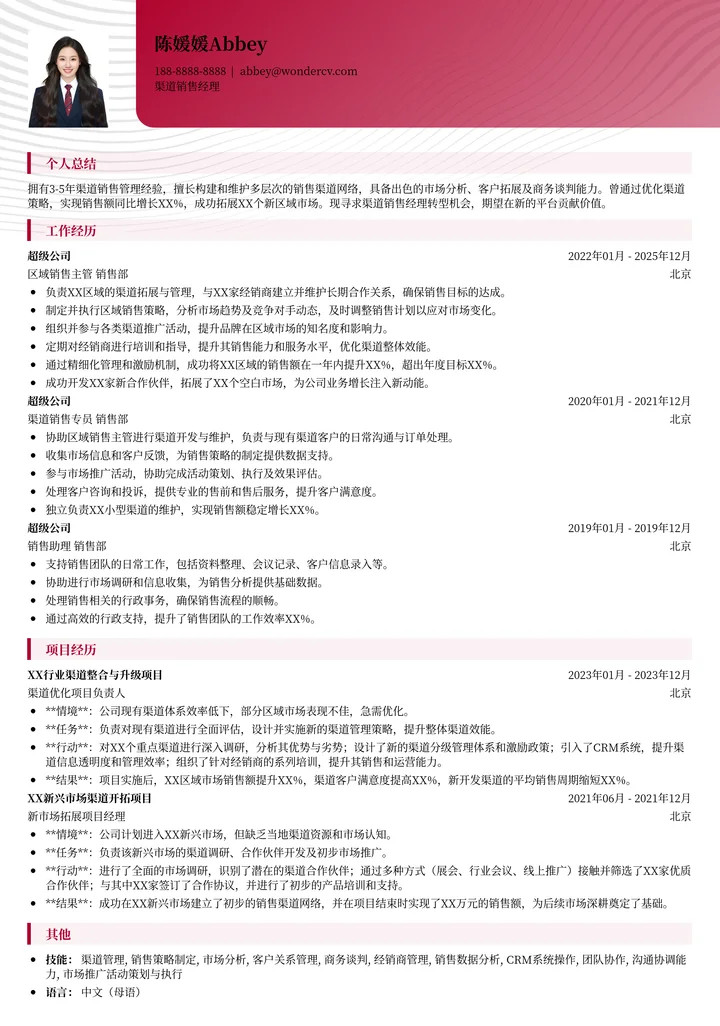 陈媛媛Abbey
188-8888-8888 | abbey@wondercv.com
渠道销售经理
个人总结
拥有3-5年渠道销售管理经验，擅长构建和维护多层次的销售渠道网络，具备出色的市场分析、客户拓展及商务谈判能力。曾通过优化渠道
策略，实现销售额同比增长XX%，成功拓展XX个新区域市场。现寻求渠道销售经理转型机会，期望在新的平台贡献价值。
工作经历
超级公司 2022年01月 - 2025年12月
区域销售主管 销售部 北京
• 负责XX区域的渠道拓展与管理，与XX家经销商建立并维护长期合作关系，确保销售目标的达成。
• 制定并执行区域销售策略，分析市场趋势及竞争对手动态，及时调整销售计划以应对市场变化。
• 组织并参与各类渠道推广活动，提升品牌在区域市场的知名度和影响力。
• 定期对经销商进行培训和指导，提升其销售能力和服务水平，优化渠道整体效能。
• 通过精细化管理和激励机制，成功将XX区域的销售额在一年内提升XX%，超出年度目标XX%。
• 成功开发XX家新合作伙伴，拓展了XX个空白市场，为公司业务增长注入新动能。
超级公司 2020年01月 - 2021年12月
渠道销售专员 销售部 北京
• 协助区域销售主管进行渠道开发与维护，负责与现有渠道客户的日常沟通与订单处理。
• 收集市场信息和客户反馈，为销售策略的制定提供数据支持。
• 参与市场推广活动，协助完成活动策划、执行及效果评估。
• 处理客户咨询和投诉，提供专业的售前和售后服务，提升客户满意度。
• 独立负责XX小型渠道的维护，实现销售额稳定增长XX%。
超级公司 2019年01月 - 2019年12月
销售助理 销售部 北京
• 支持销售团队的日常工作，包括资料整理、会议记录、客户信息录入等。
• 协助进行市场调研和信息收集，为销售分析提供基础数据。
• 处理销售相关的行政事务，确保销售流程的顺畅。
• 通过高效的行政支持，提升了销售团队的工作效率XX%。
项目经历
XX行业渠道整合与升级项目 2023年01月 - 2023年12月
渠道优化项目负责人 北京
• **情境**：公司现有渠道体系效率低下，部分区域市场表现不佳，急需优化。
• **任务**：负责对现有渠道进行全面评估，设计并实施新的渠道管理策略，提升整体渠道效能。
• **行动**：对XX个重点渠道进行深入调研，分析其优势与劣势；设计了新的渠道分级管理体系和激励政策；引入了CRM系统，提升渠
道信息透明度和管理效率；组织了针对经销商的系列培训，提升其销售和运营能力。
• **结果**：项目实施后，XX区域市场销售额提升XX%，渠道客户满意度提高XX%，新开发渠道的平均销售周期缩短XX%。
XX新兴市场渠道开拓项目 2021年06月 - 2021年12月
新市场拓展项目经理 北京
• **情境**：公司计划进入XX新兴市场，但缺乏当地渠道资源和市场认知。
• **任务**：负责该新兴市场的渠道调研、合作伙伴开发及初步市场推广。
• **行动**：进行了全面的市场调研，识别了潜在的渠道合作伙伴；通过多种方式（展会、行业会议、线上推广）接触并筛选了XX家优质
合作伙伴；与其中XX家签订了合作协议，并进行了初步的产品培训和支持。
• **结果**：成功在XX新兴市场建立了初步的销售渠道网络，并在项目结束时实现了XX万元的销售额，为后续市场深耕奠定了基础。
其他
• 技能： 渠道管理, 销售策略制定, 市场分析, 客户关系管理, 商务谈判, 经销商管理, 销售数据分析, CRM系统操作, 团队协作, 沟通协调能
力, 市场推广活动策划与执行
• 语言： 中文（母语）